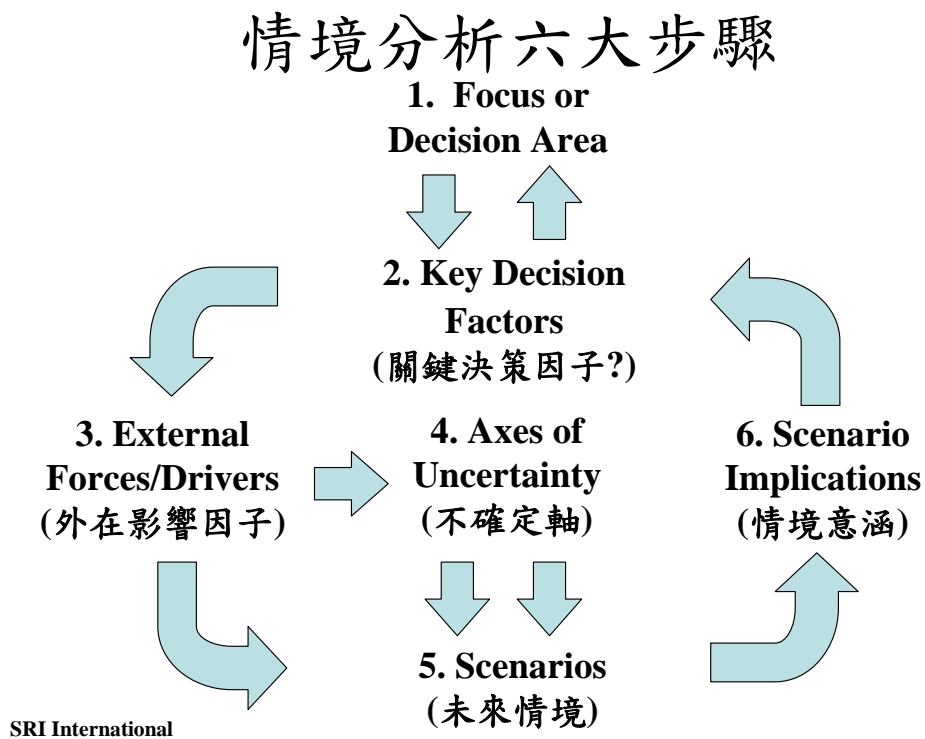 情境分析六大步驟
1. Focus or
Decision Area
2. Key Decision
Factors
(關鍵決策因子?)
3. External
Forces/Drivers
(外在影響因子)
4. Axes of
Uncertainty
(不確定軸)
6. Scenario
Implications
(情境意涵)
5. Scenarios
(未來情境)
SRI International